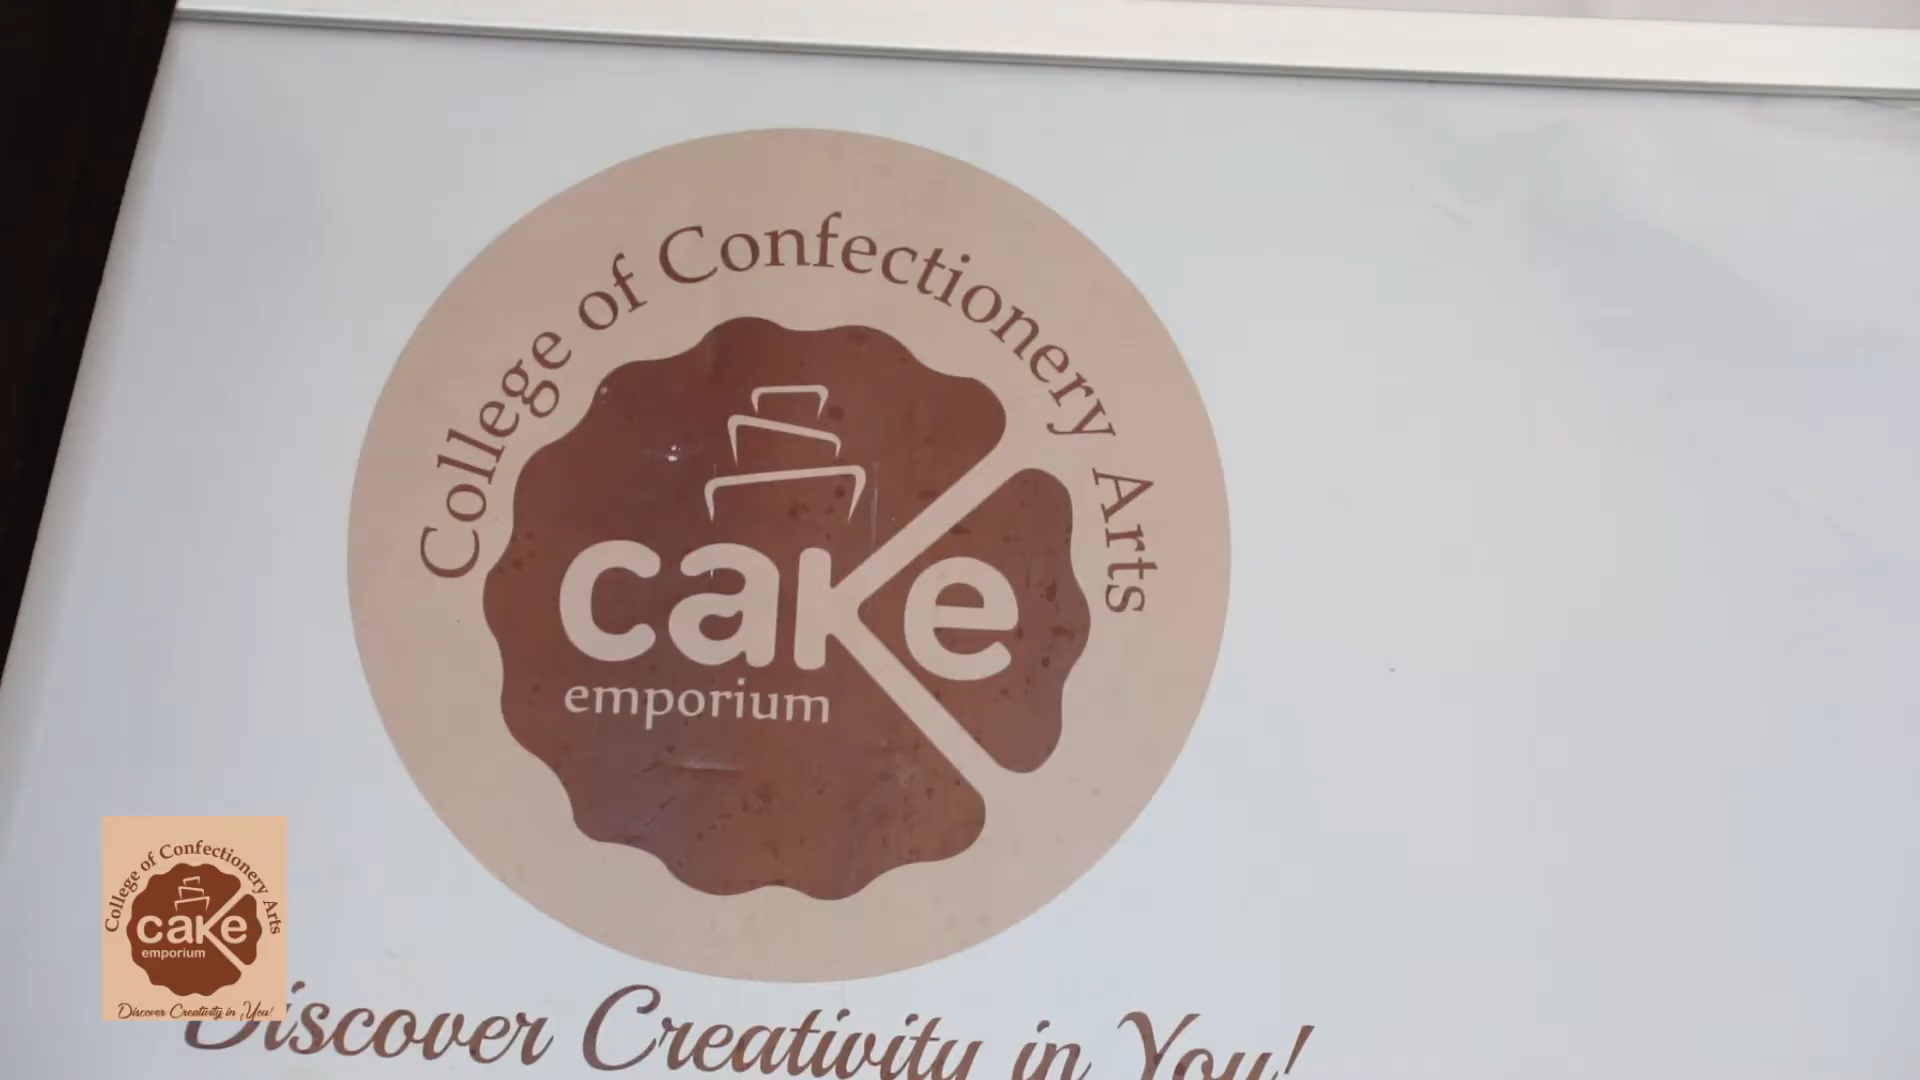 College of Confectionery Arts
cake
emporium
Discover Creativity in You!
College of Confectionery Arts
cake
emporium
Discover Creativity in You!